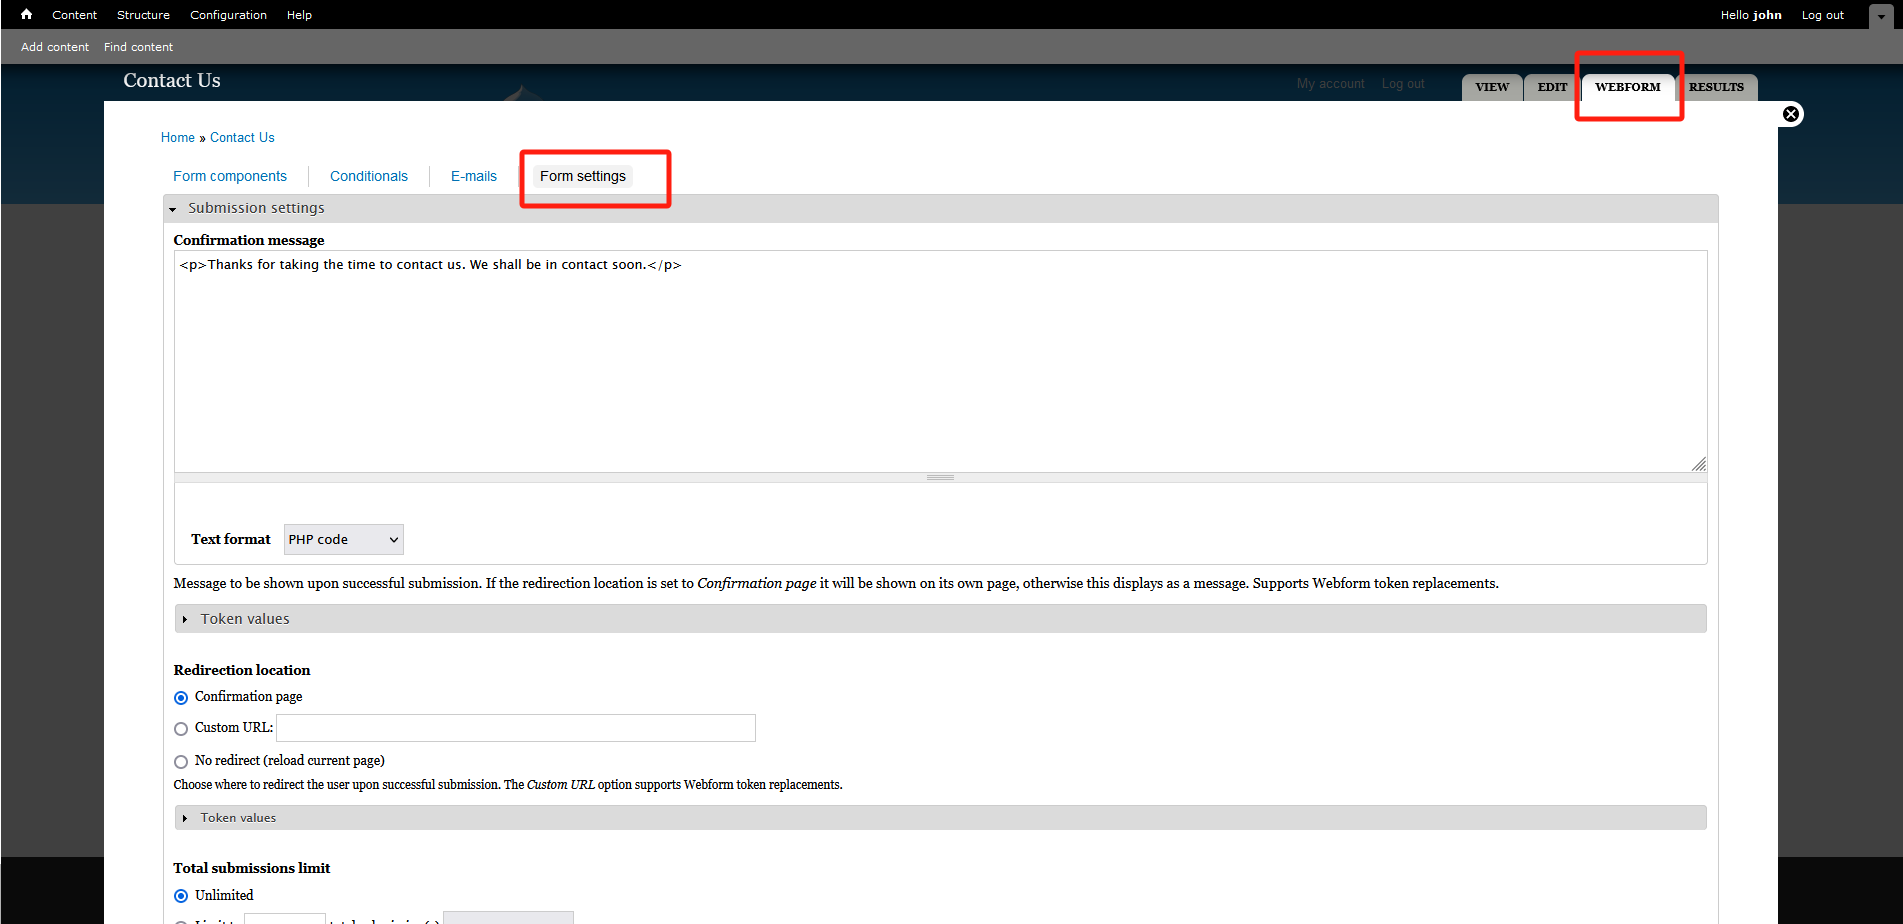 Content Structure Configuration Help Hello john Log out
Add content Find content
Contact Us My account Log out VIEW EDIT WEBFORM RESULTS
Home » Contact Us
Form components Conditionals E-mails Form settings
Submission settings
Confirmation message
<p>Thanks for taking the time to contact us. We shall be in contact soon.</p>
Text format PHP code
Message to be shown upon successful submission. If the redirection location is set to Confirmation page it will be shown on its own page, otherwise this displays as a message. Supports Webform token replacements.
Token values
Redirection location
Confirmation page
Custom URL:
No redirect (reload current page)
Choose where to redirect the user upon successful submission. The Custom URL option supports Webform token replacements.
Token values
Total submissions limit
Unlimited